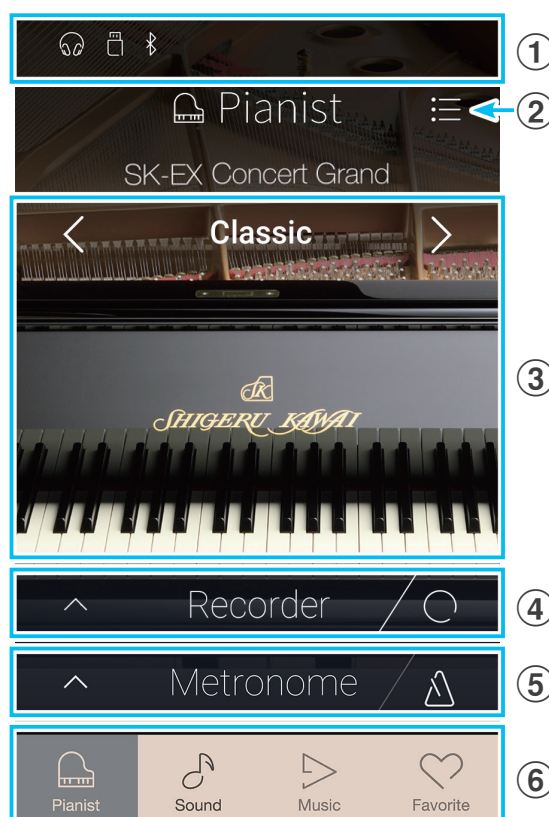 ①
Pianist
②
SK-EX Concert Grand
Classic
③
SK
SHIGERU KAWAI
Recorder
④
Metronome
⑤
Pianist Sound Music Favorite
⑥